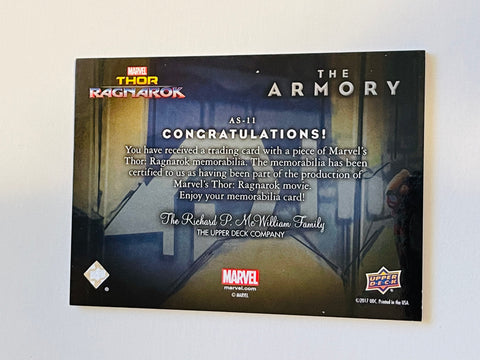 MARVEL
THOR
RAGNAROK
THE
ARMORY
AS-11
CONGRATULATIONS!
You have received a trading card with a piece of Marvel's
Thor: Ragnarok memorabilia. The memorabilia has been
certified to us as having been part of the production of
Marvel's Thor: Ragnarok movie.
Enjoy your memorabilia card!
The Richard P. McWilliam Family
THE UPPER DECK COMPANY
MARVEL
marvel.com
© MARVEL
UPPER
DECK
©2017 UDC. Printed in the USA